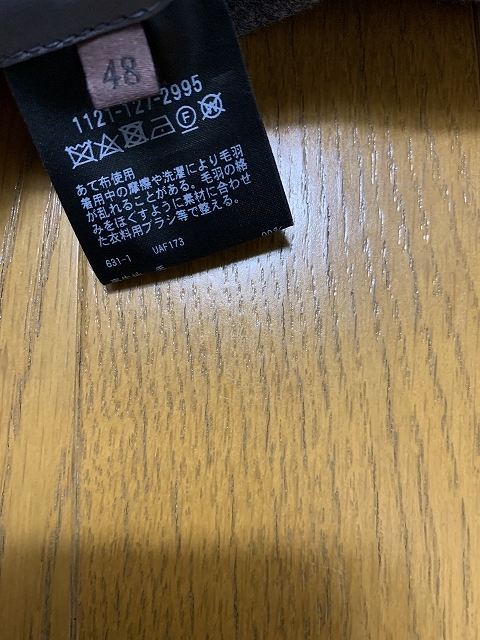 48
1121-127-2995
F W
あて布使用
着用中の摩擦や洗濯により毛羽
が乱れることがある。毛羽の絡
みをほぐすように素材に合わせ
た衣料用ブラシ等で整える。
631-1 UAF173